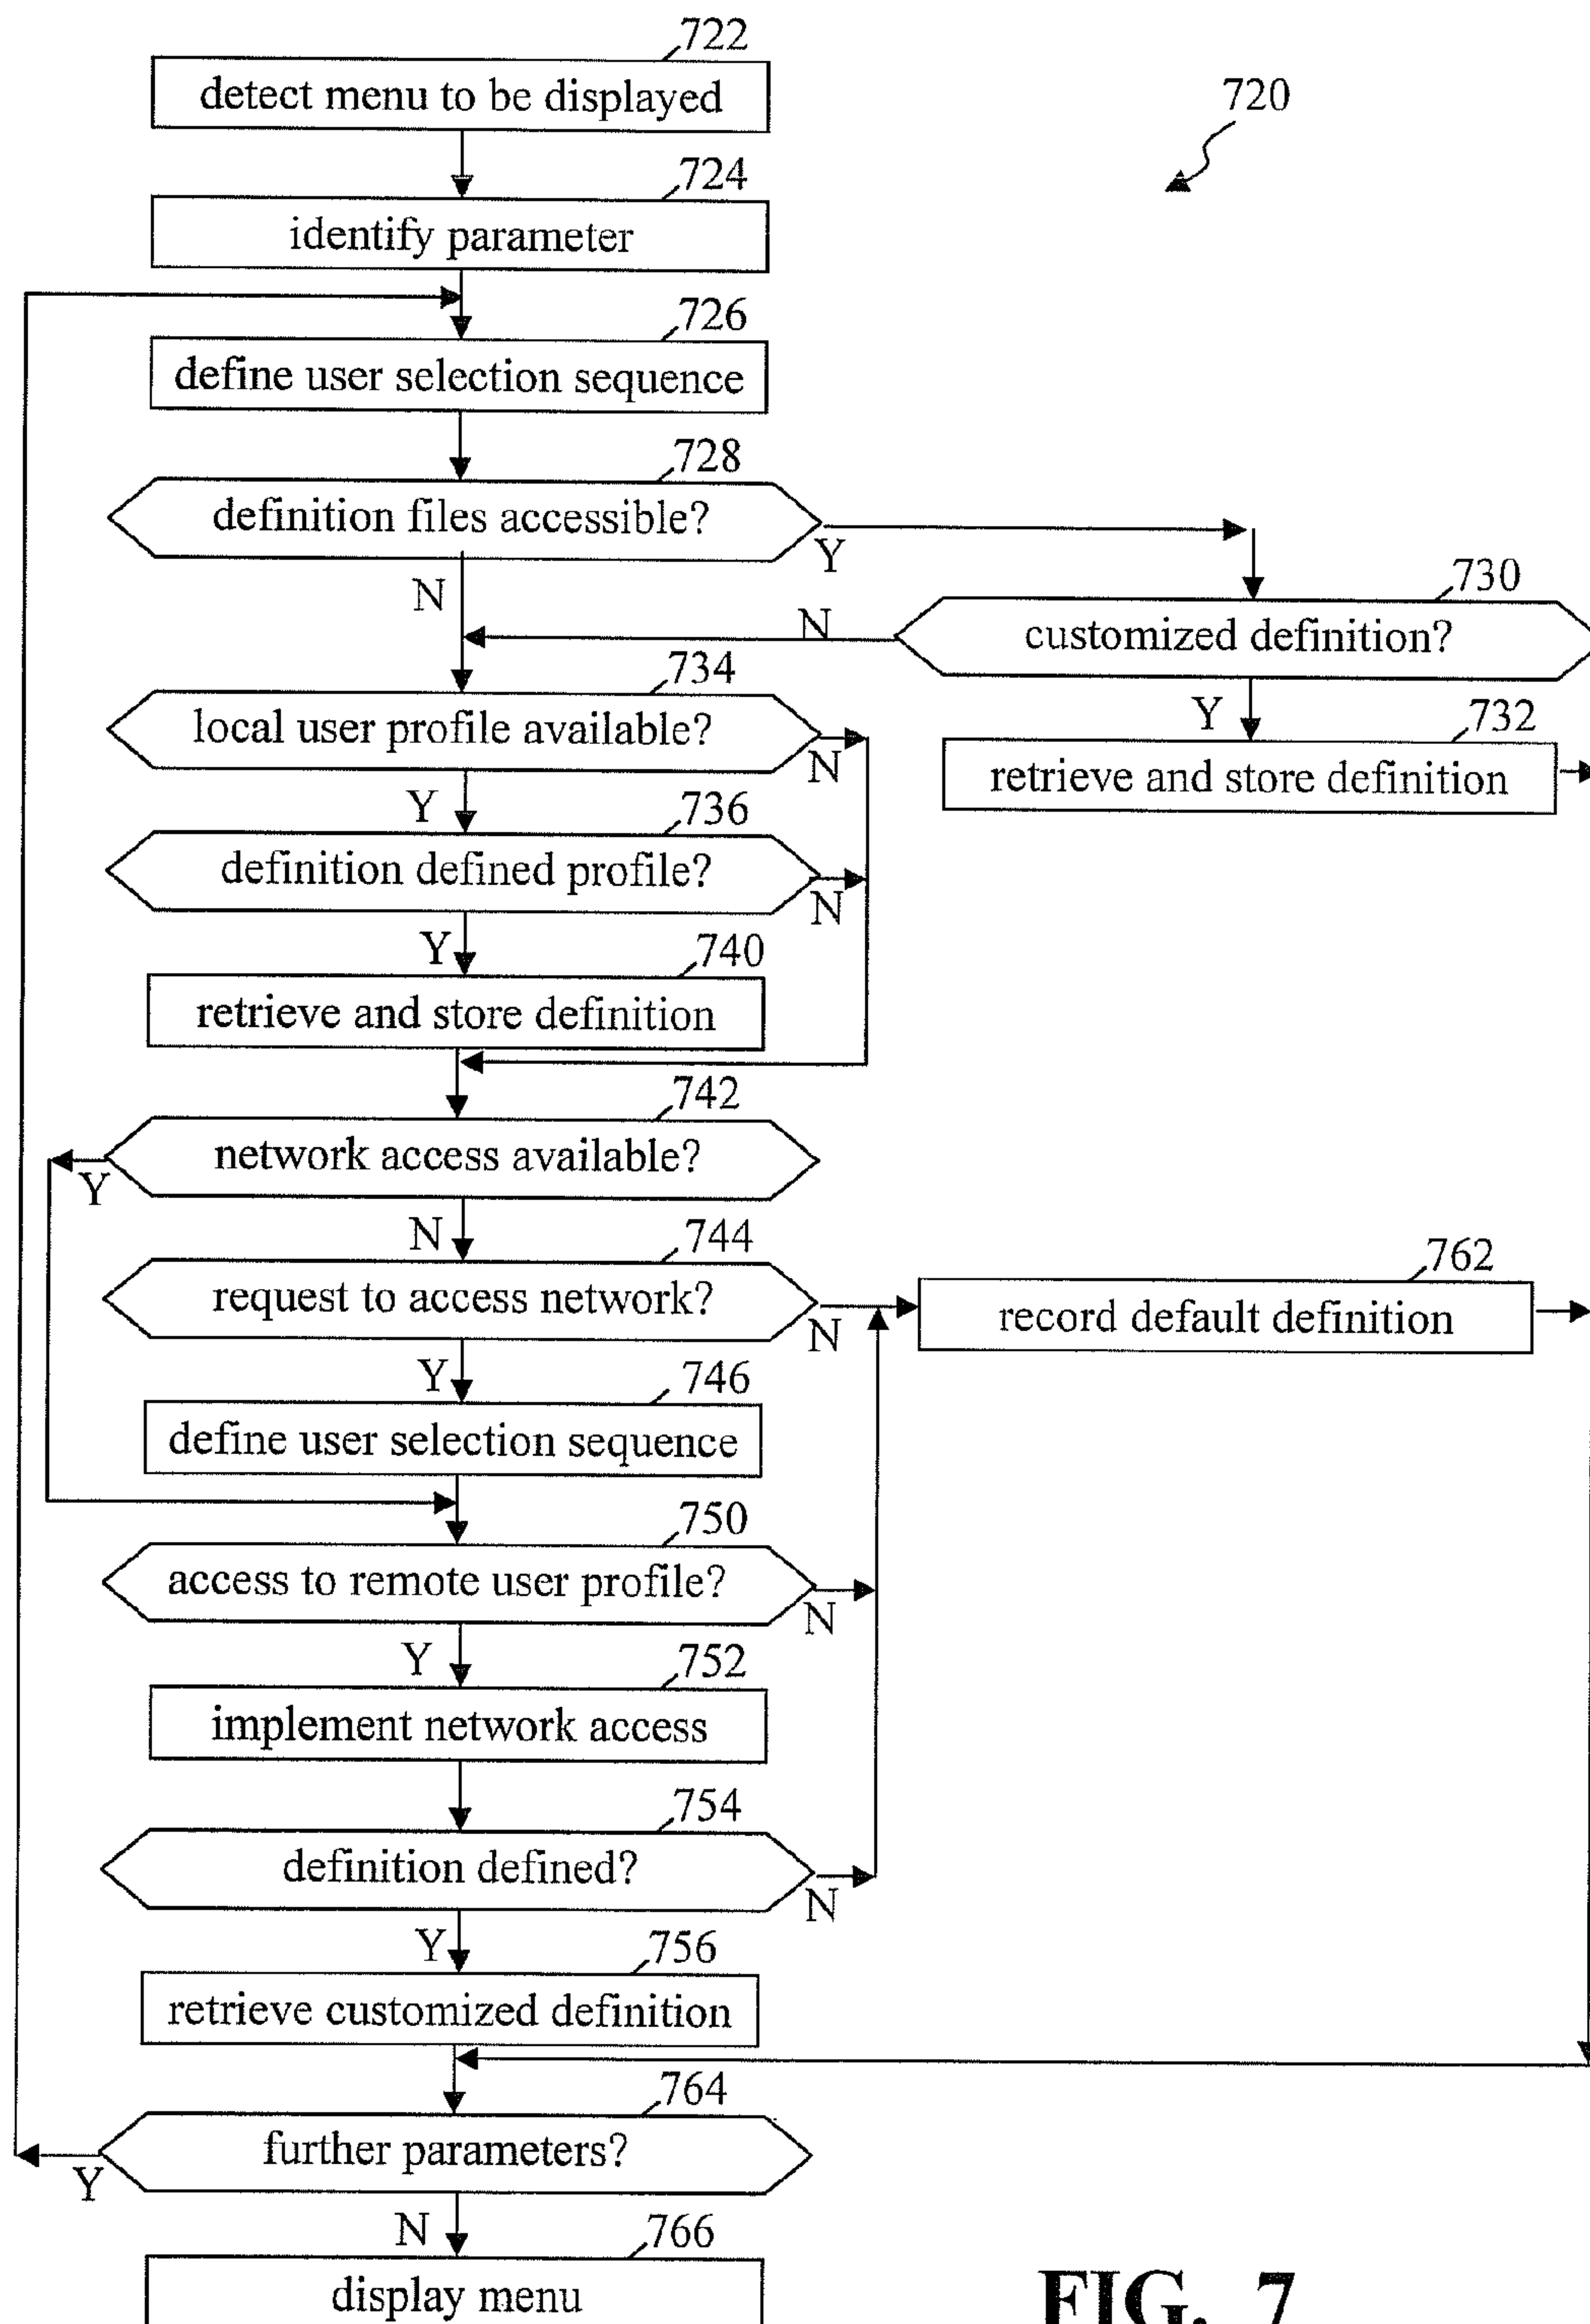 722
detect menu to be displayed
720
724
identify parameter
726
define user selection sequence
728
definition files accessible?
Y
N
730
N
customized definition?
734
local user profile available?
N
Y
732
retrieve and store definition
Y
736
definition defined profile?
N
Y
740
retrieve and store definition
742
network access available?
Y
N
744
request to access network?
N
762
record default definition
Y
746
define user selection sequence
750
access to remote user profile?
N
Y
752
implement network access
754
definition defined?
N
Y
756
retrieve customized definition
764
further parameters?
Y
N
766
display menu
FIG. 7